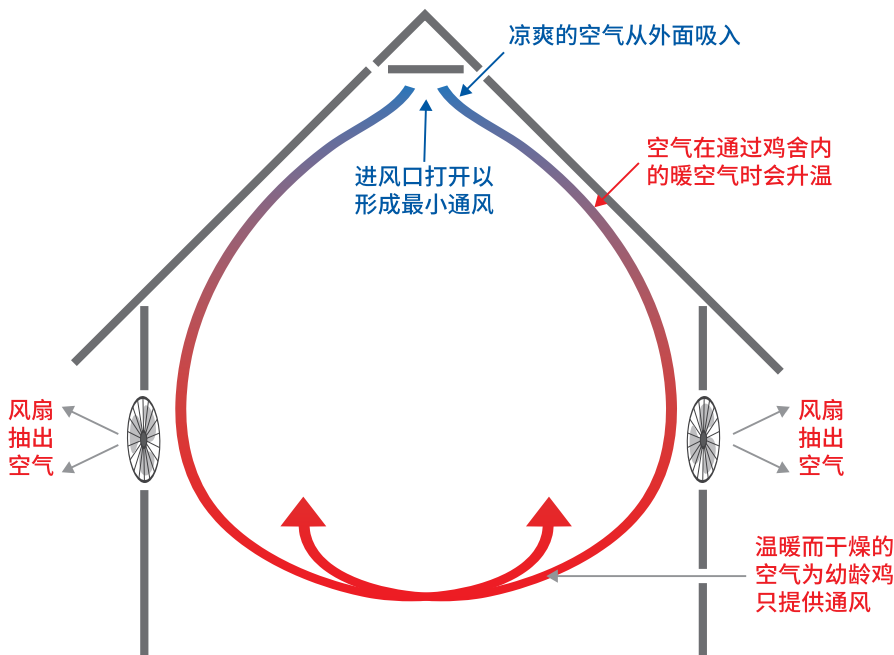 凉爽的空气从外面吸入
空气在通过鸡舍内
的暖空气时会升温
进风口打开以
形成最小通风
风扇
抽出
空气
风扇
抽出
空气
温暖而干燥的
空气为幼龄鸡
只提供通风